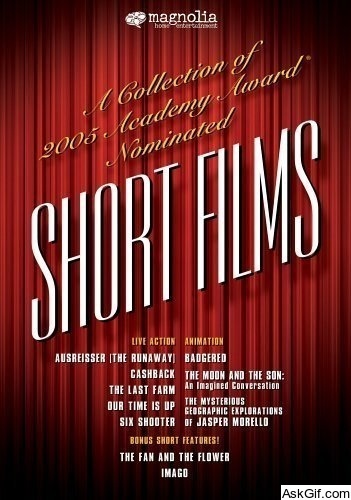 magnolia
home entertainment
A Collection of
2005 Academy Award®
Nominated
SHORT FILMS
LIVE ACTION
AUSREISSER (THE RUNAWAY)
CASHBACK
THE LAST FARM
OUR TIME IS UP
SIX SHOOTER
ANIMATION
BADGERED
THE MOON AND THE SON:
An Imagined Conversation
THE MYSTERIOUS
GEOGRAPHIC EXPLORATIONS
OF JASPER MORELLO
BONUS SHORT FEATURES!
THE FAN AND THE FLOWER
IMAGO
AskGif.com